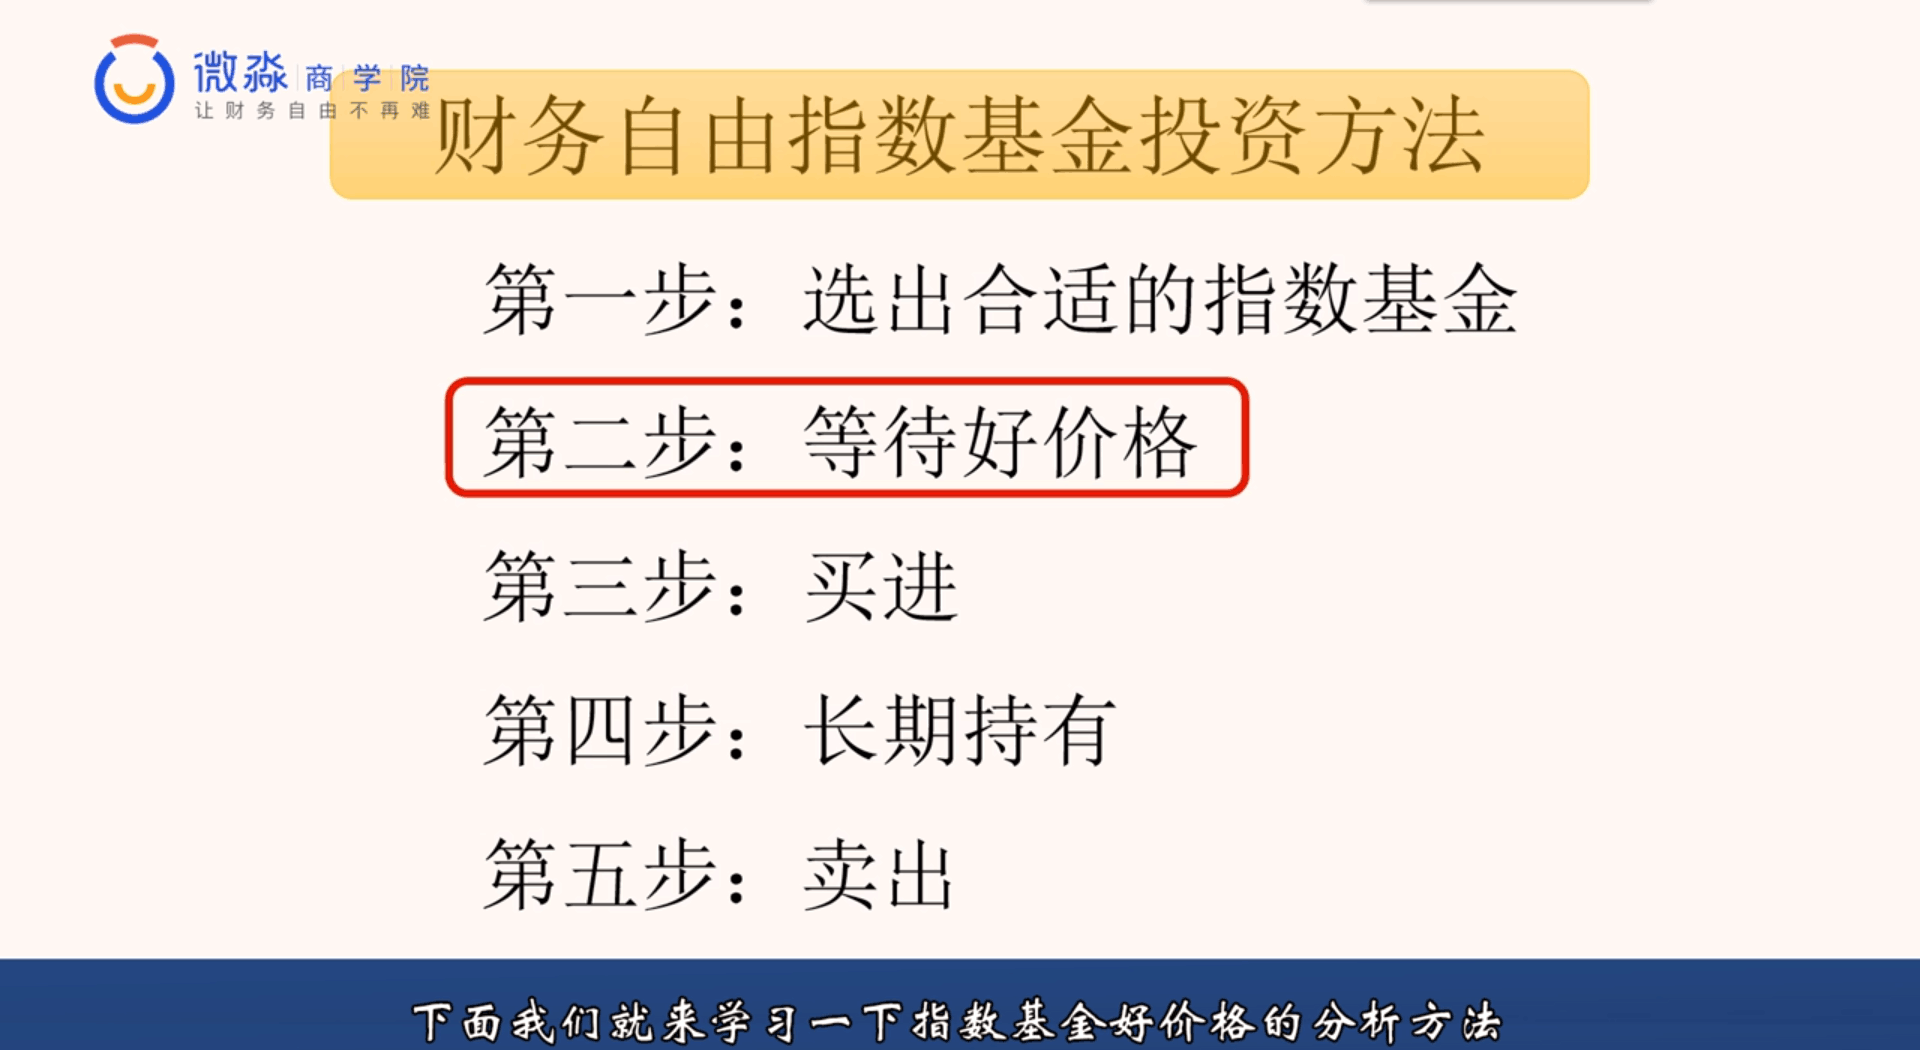 微淼商学院
让财务自由不再难
财务自由指数基金投资方法
第一步：选出合适的指数基金
第二步：等待好价格
第三步：买进
第四步：长期持有
第五步：卖出
下面我们就来学习一下指数基金好价格的分析方法